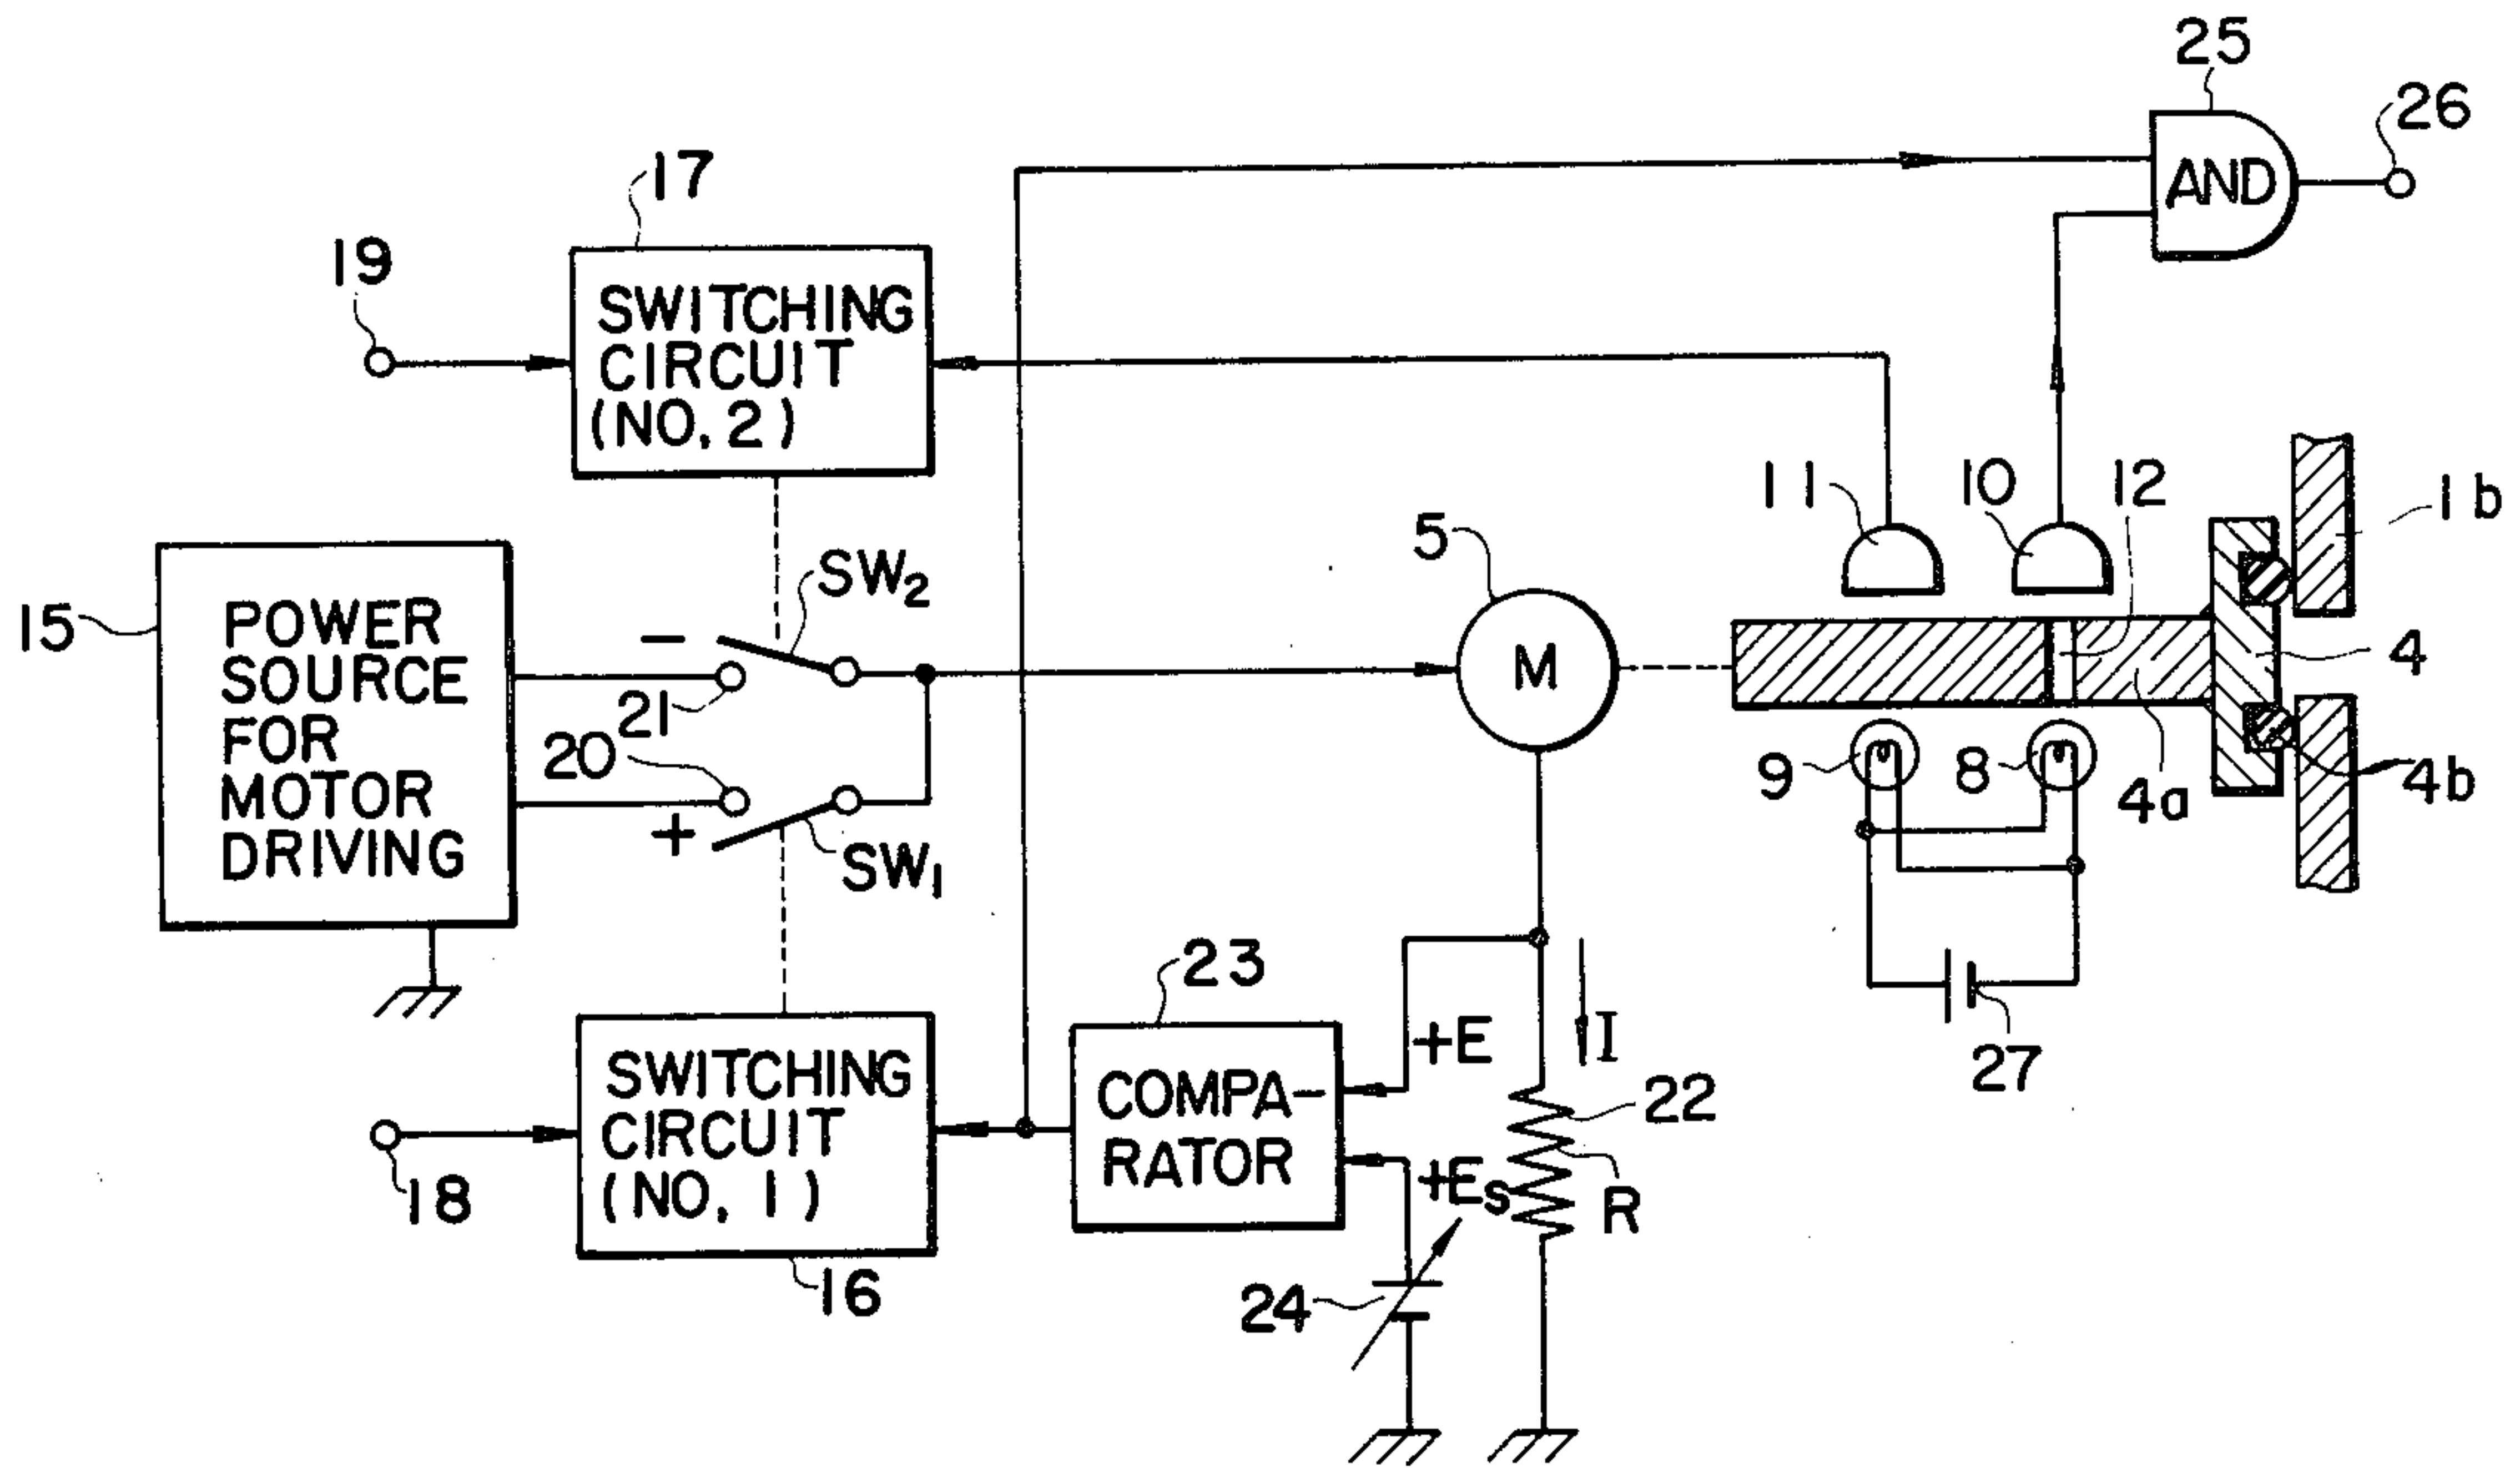 25
26
AND
17
19
SWITCHING
CIRCUIT
(NO, 2)
11
10
12
1b
5
SW2
15
POWER
SOURCE
FOR
MOTOR
DRIVING
−
21
20
+
SW1
M
4
9
8
4a
4b
23
+E
I
27
SWITCHING
CIRCUIT
(NO, 1)
COMPA-
RATOR
22
+Es
R
18
16
24